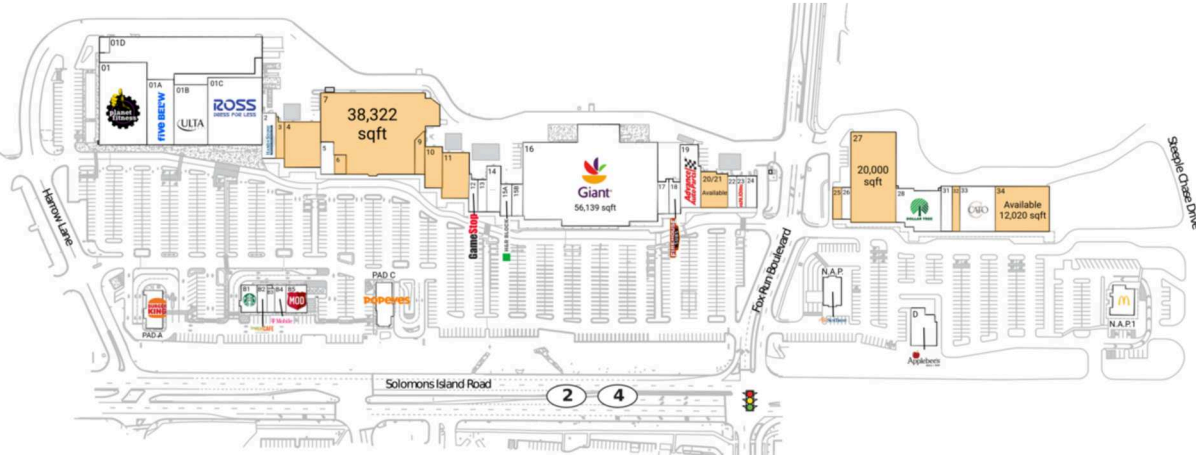 01D
01
planet fitness
01A
five BELOW
01B
ULTA
01C
ROSS
DRESS FOR LESS
2
3
4
5
6
7
38,322
sqft
9
10
11
12
13
14
15A
15B
GameStop
H&R BLOCK
16
Giant
56,139 sqft
17
18
19
Advance
Auto Parts
20/21
Available
22
23
24
25
26
27
20,000
sqft
28
DOLLAR TREE
31
32
33
CATO
34
Available
12,020 sqft
Harrow Lane
Fox Run Boulevard
Steeple Chase Drive
BURGER
KING
PAD A
B1
B2
B4
B5
MOD
T Mobile
PAD C
POPEYES
N.A.P.
D
Applebee's
N.A.P.1
Solomons Island Road
2
4